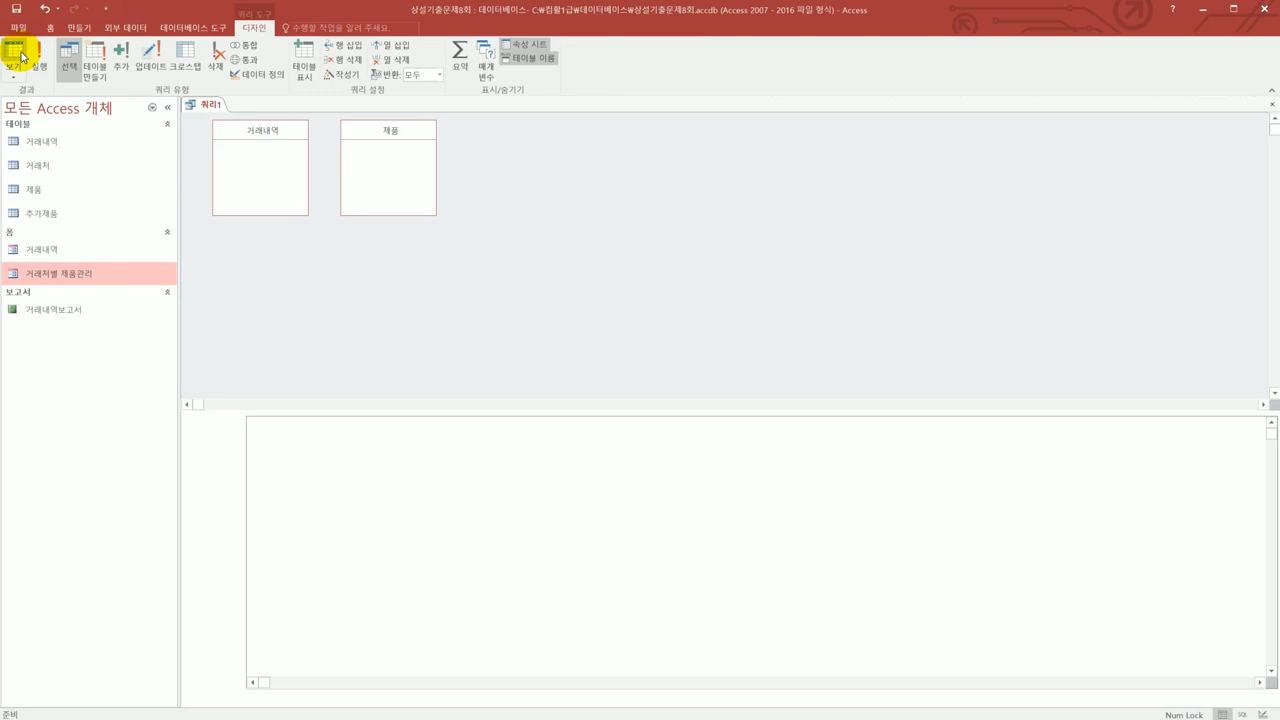 쿼리 도구
상설기출문제8회 : 데이터베이스- C:₩컴활1급₩데이터베이스₩상설기출문제8회.accdb (Access 2007 - 2016 파일 형식) - Access
?
파일 홈 만들기 외부 데이터 데이터베이스 도구 디자인 수행할 작업을 알려 주세요.
보기 실행 선택 테이블 만들기 추가 업데이트 크로스탭 삭제
통합
통과
데이터 정의
테이블 표시
행 삽입
행 삭제
작성기
열 삽입
열 삭제
반환: 모두
요약 매개 변수
속성 시트
테이블 이름
결과 쿼리 유형 쿼리 설정 표시/숨기기
모든 Access 개체
테이블
거래내역
거래처
제품
추가제품
폼
거래내역
거래처별 제품관리
보고서
거래내역보고서
쿼리1
거래내역 제품
준비
Num Lock
SQL